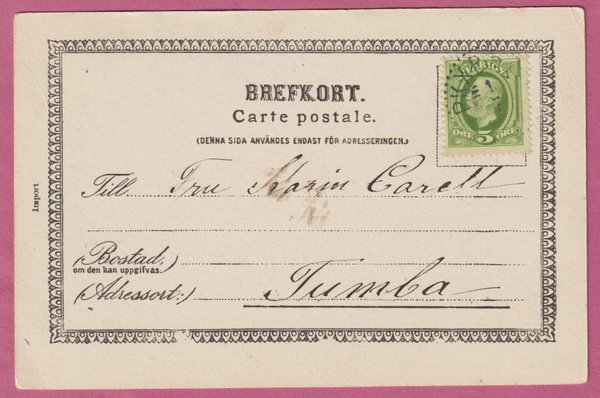 SVERIGE
5
ÖRE ÖRE
BREFKORT.
Carte postale.
(DENNA SIDA ANVÄNDES ENDAST FÖR ADRESSERINGEN.)
Till Fru Karin Carell
Import
(Bostad.)
om den kan uppgifvas.
(Adressort:) Tumba